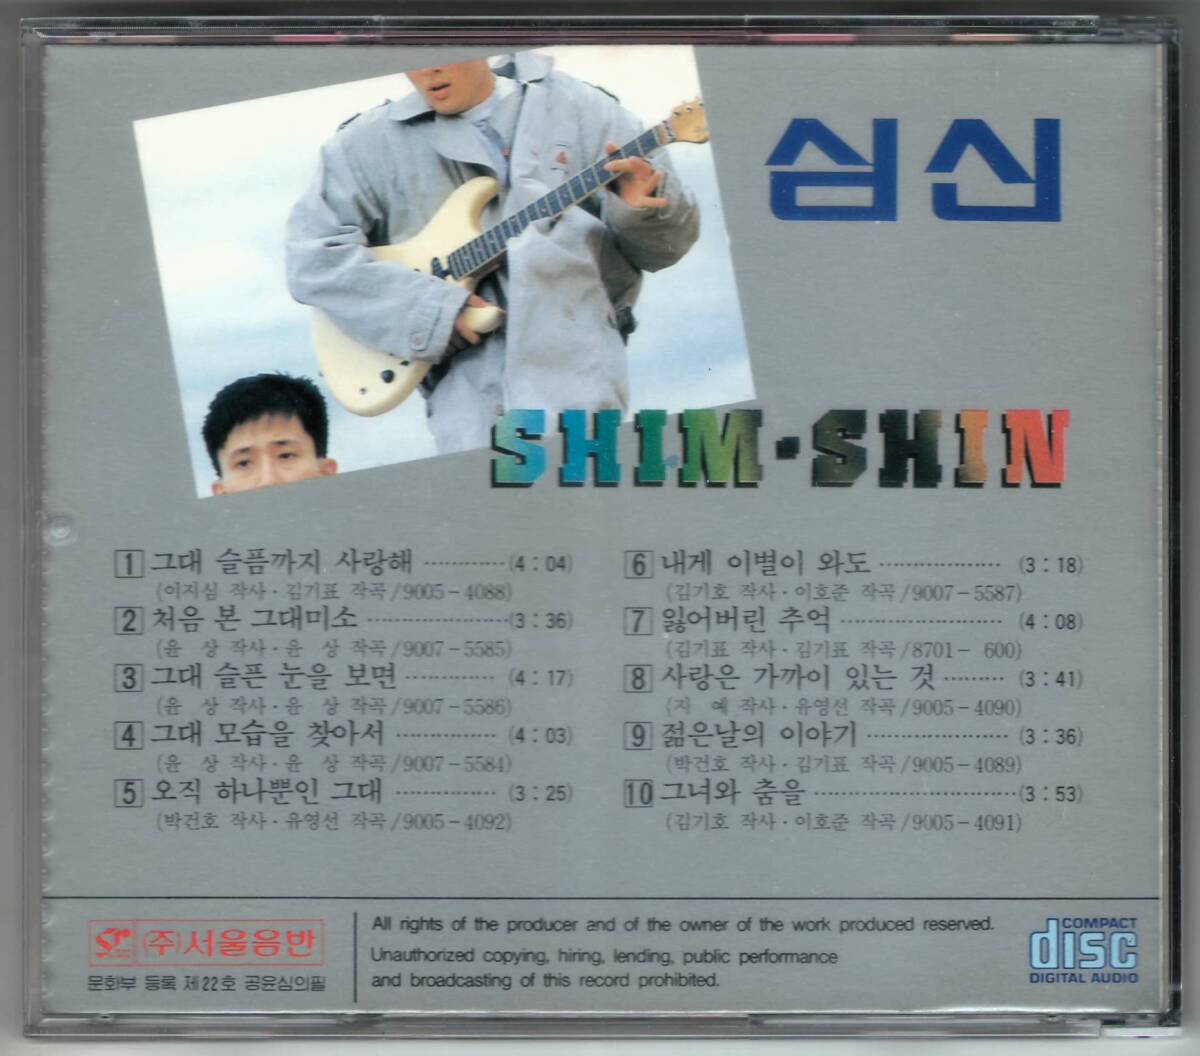 심신
SHIM·SHIN
1 그대 슬픔까지 사랑해 ············(4:04)
(이지심 작사·김기표 작곡/9005-4088)
2 처음 본 그대미소 ····················(3:36)
(윤 상 작사·윤 상 작곡/9007-5585)
3 그대 슬픈 눈을 보면 ·············(4:17)
(윤 상 작사·윤 상 작곡/9007-5586)
4 그대 모습을 찾아서 ···············(4:03)
(윤 상 작사·윤 상 작곡/9007-5584)
5 오직 하나뿐인 그대 ···············(3:25)
(박건호 작사·유영선 작곡/9005-4092)
6 내게 이별이 와도 ···················(3:18)
(김기호 작사·이호준 작곡/9007-5587)
7 잃어버린 추억 ·······················(4:08)
(김기표 작사·김기표 작곡/8701- 600)
8 사랑은 가까이 있는 것 ·········(3:41)
(지 예 작사·유영선 작곡/9005-4090)
9 젊은날의 이야기 ····················(3:36)
(박건호 작사·김기표 작곡/9005-4089)
10 그녀와 춤을 ·····························(3:53)
(김기호 작사·이호준 작곡/9005-4091)
(주)서울음반
문화부 등록 제22호 공윤심의필
All rights of the producer and of the owner of the work produced reserved.
Unauthorized copying, hiring, lending, public performance
and broadcasting of this record prohibited.
COMPACT
disc
DIGITAL AUDIO